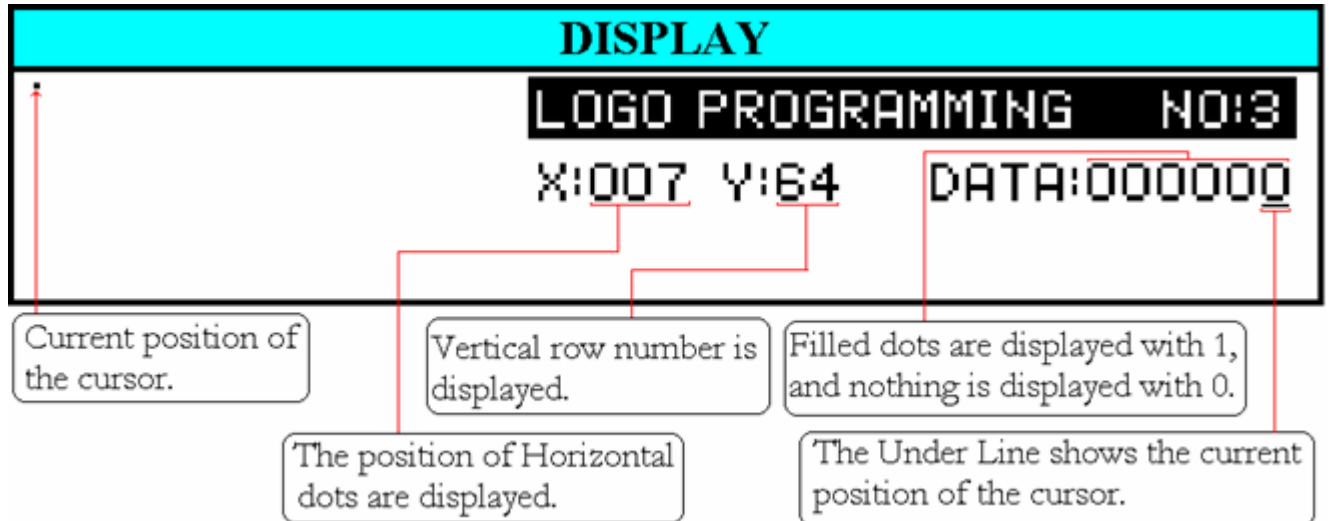 DISPLAY
LOGO PROGRAMMING NO:3
X:007 Y:64 DATA:000000
Current position of
the cursor.
Vertical row number is
displayed.
Filled dots are displayed with 1,
and nothing is displayed with 0.
The position of Horizontal
dots are displayed.
The Under Line shows the current
position of the cursor.